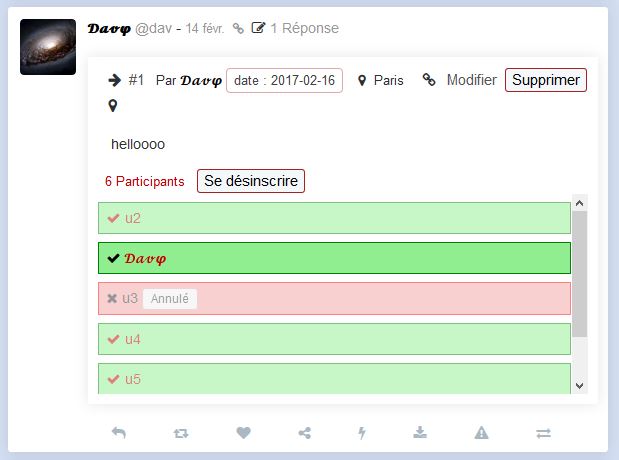 Davφ @dav - 14 févr. 1 Réponse
#1 Par Davφ date : 2017-02-16 Paris Modifier Supprimer
helloooo
6 Participants Se désinscrire
u2
Davφ
u3 Annulé
u4
u5